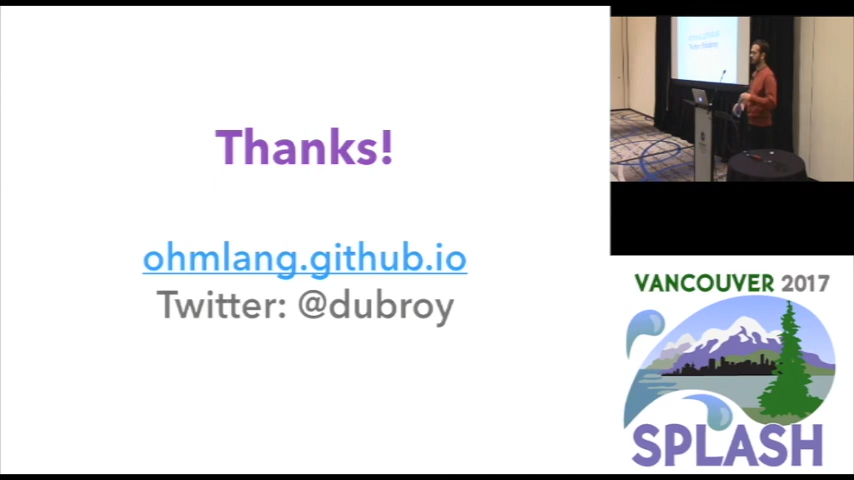 Thanks!
ohmlang.github.io
Twitter: @dubroy
VANCOUVER 2017
SPLASH